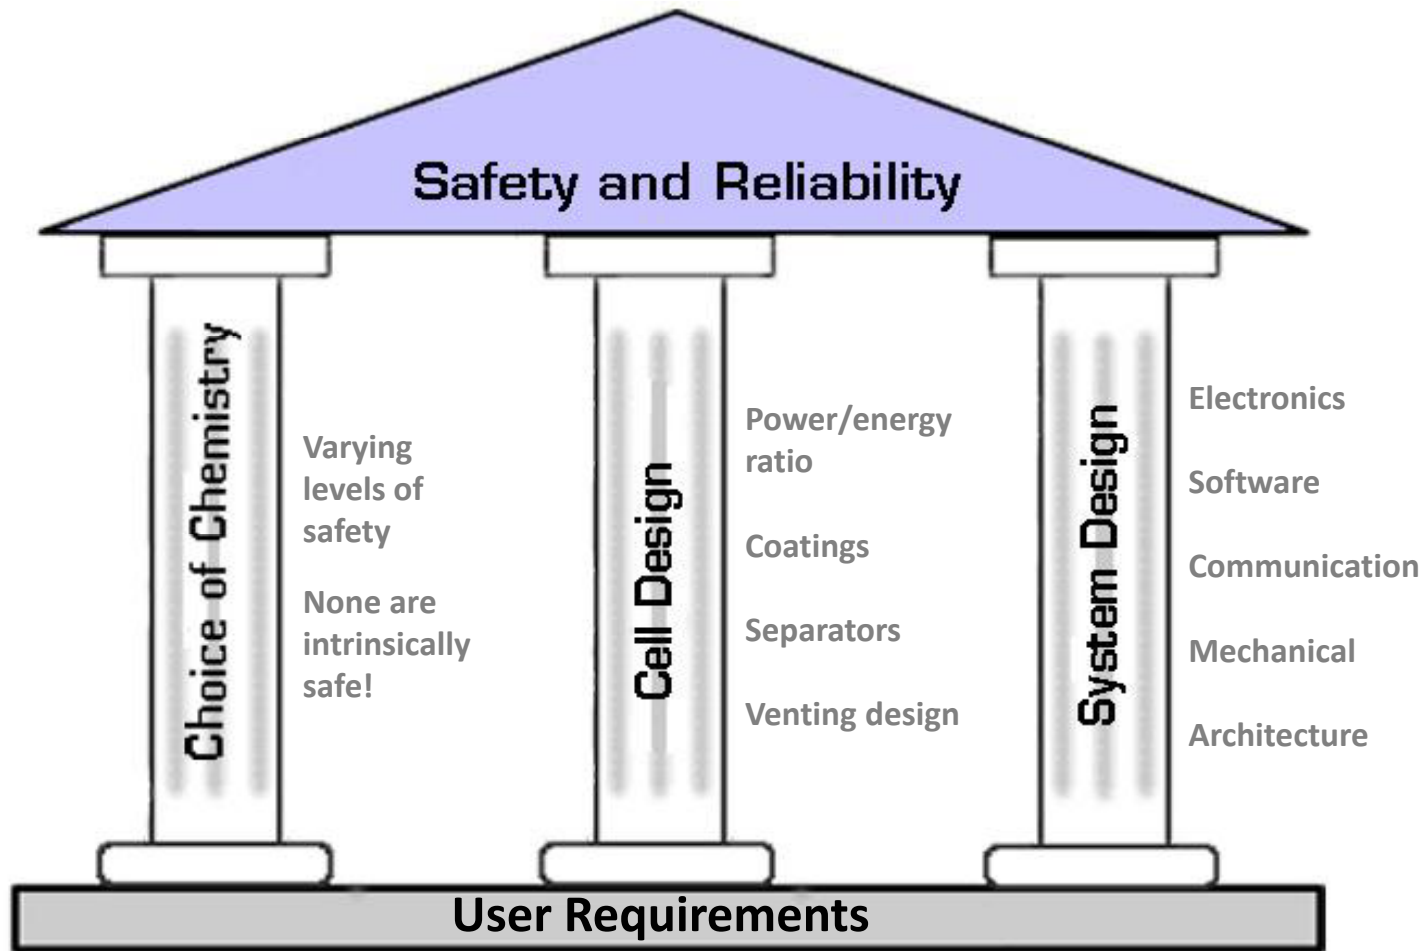 Safety and Reliability
Choice of Chemistry
Varying
levels of
safety
None are
intrinsically
safe!
Cell Design
Power/energy
ratio
Coatings
Separators
Venting design
System Design
Electronics
Software
Communication
Mechanical
Architecture
User Requirements